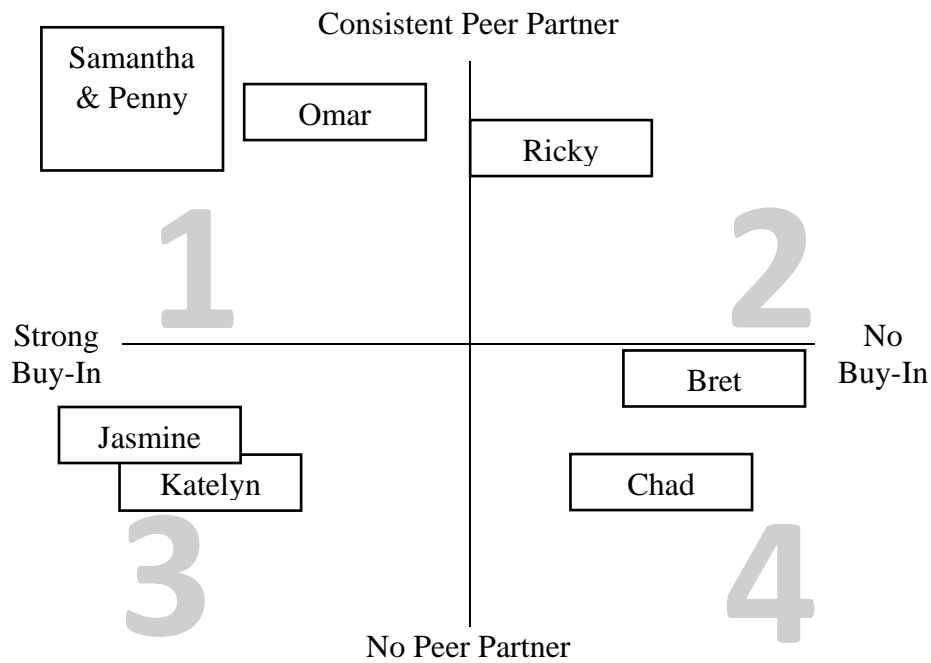 Consistent Peer Partner
Samantha
& Penny
Omar
Ricky
1
2
Strong
Buy-In
No
Buy-In
Bret
Jasmine
Katelyn
Chad
3
4
No Peer Partner